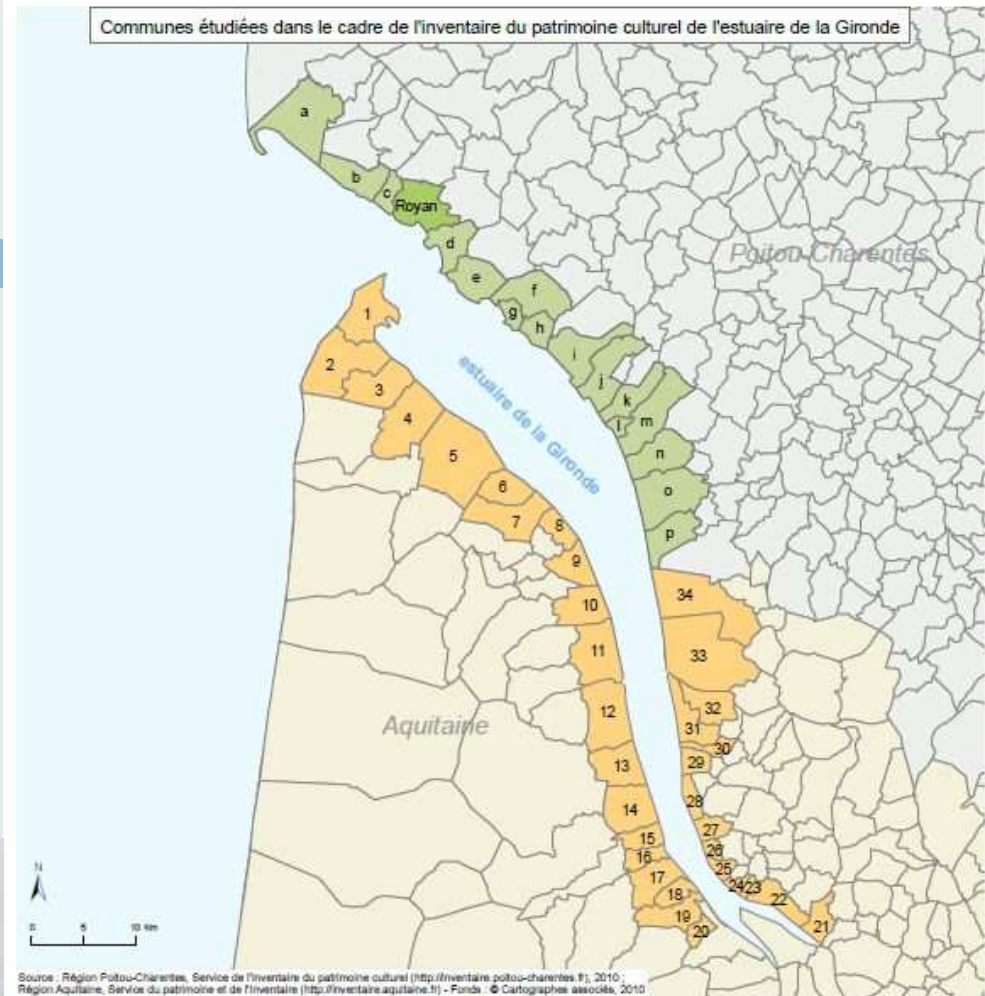 Communes étudiées dans le cadre de l'inventaire du patrimoine culturel de l'estuaire de la Gironde
a
b
c
Royan
d
Poitou-Charentes
e
f
g
h
1
i
2
3
j
estuaire de la Gironde
k
4
l
m
5
n
6
o
7
8
p
9
10
34
11
33
12
32
Aquitaine
31
30
13
29
14
28
15
27
16
26
17
25
18
24
23
22
19
20
21
N
0
5
10 Km
Source : Région Poitou-Charentes, Service de l'inventaire du patrimoine culturel (http://inventaire.poitou-charentes.fr), 2010 ;
Région Aquitaine, Service du patrimoine et de l'Inventaire (http://inventaire.aquitaine.fr) - Fonds : © Cartographes associés, 2010